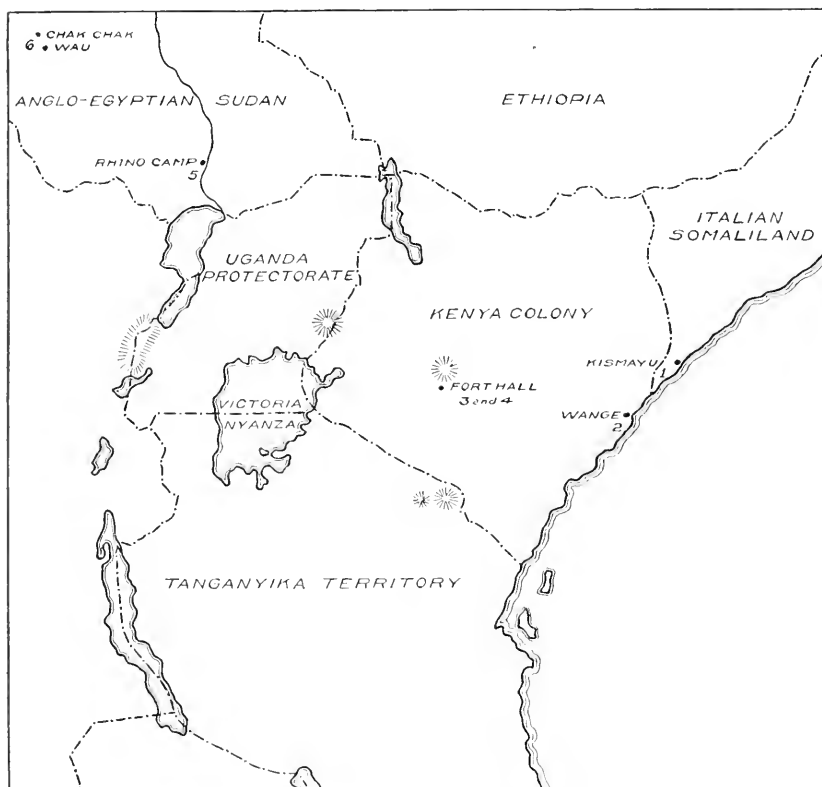 CHAK CHAK
6 WAU
ANGLO-EGYPTIAN SUDAN
ETHIOPIA
RHINO CAMP
5
ITALIAN
SOMALILAND
UGANDA
PROTECTORATE
KENYA COLONY
KISMAYU
1
FORT HALL
3 and 4
VICTORIA
NYANZA
WANGE
2
TANGANYIKA TERRITORY